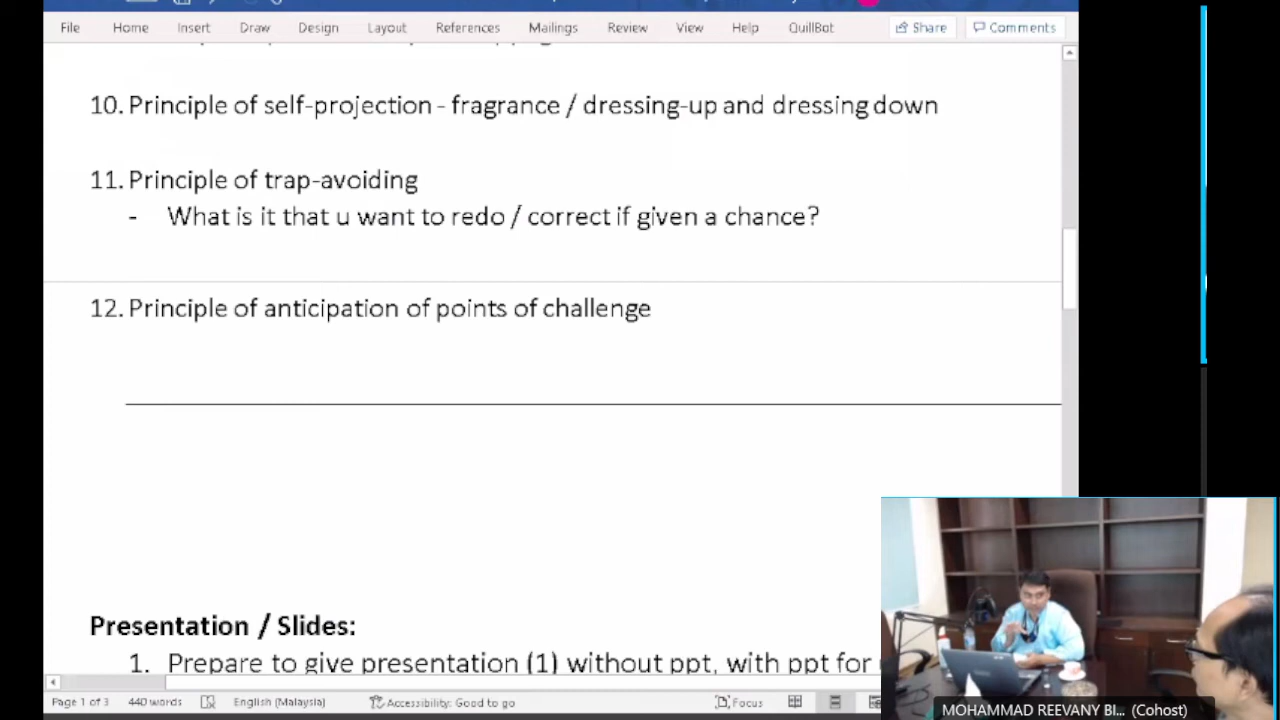 File Home Insert Draw Design Layout References Mailings Review View Help QuillBot Share Comments
10. Principle of self-projection - fragrance / dressing-up and dressing down
11. Principle of trap-avoiding
- What is it that u want to redo / correct if given a chance?
12. Principle of anticipation of points of challenge
Presentation / Slides:
1. Prepare to give presentation (1) without ppt, with ppt for
Page 1 of 3 440 words English (Malaysia) Accessibility: Good to go Focus
MOHAMMAD REEVANY BI... (Cohost)